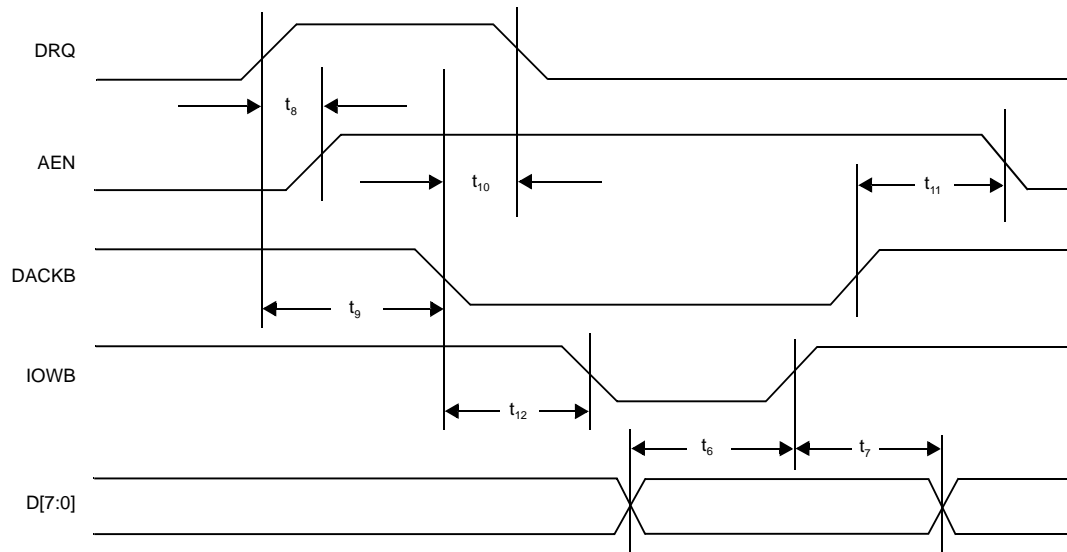 DRQ
t8
AEN
t10
t11
DACKB
t9
IOWB
t12
t6
t7
D[7:0]